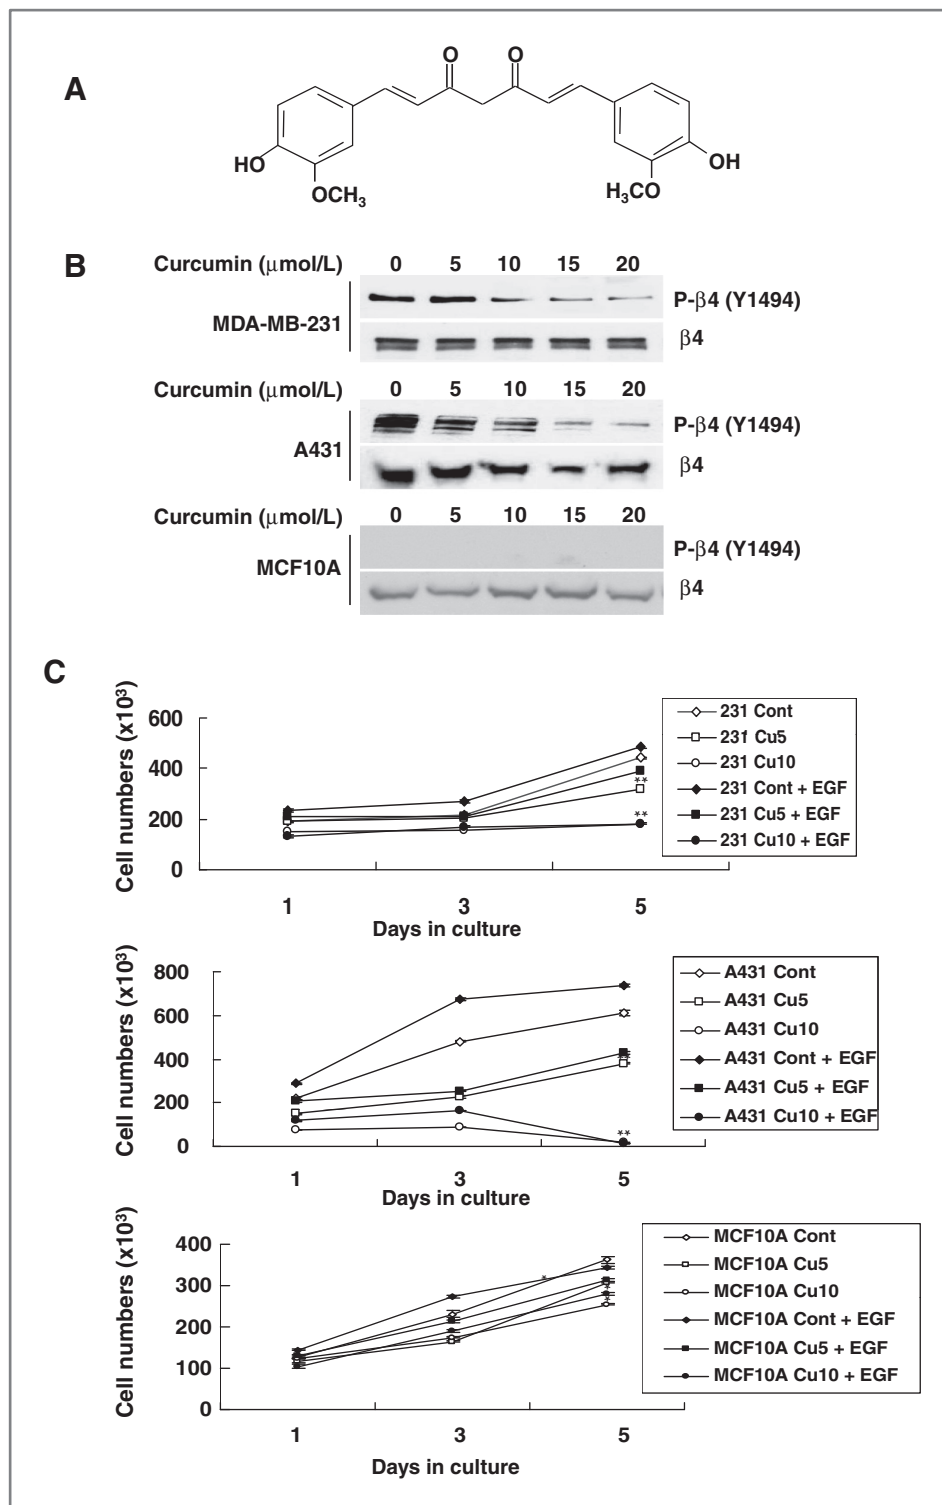 A
O O
HO
OCH3
H3CO
OH
B
Curcumin (μmol/L) 0 5 10 15 20
MDA-MB-231
P-β4 (Y1494)
β4
Curcumin (μmol/L) 0 5 10 15 20
A431
P-β4 (Y1494)
β4
Curcumin (μmol/L) 0 5 10 15 20
MCF10A
P-β4 (Y1494)
β4
C
Cell numbers (x10³)
600
400
200
0
1 3 5
Days in culture
**
**
231 Cont
231 Cu5
231 Cu10
231 Cont + EGF
231 Cu5 + EGF
231 Cu10 + EGF
Cell numbers (x10³)
800
600
400
200
0
1 3 5
Days in culture
**
**
A431 Cont
A431 Cu5
A431 Cu10
A431 Cont + EGF
A431 Cu5 + EGF
A431 Cu10 + EGF
Cell numbers (x10³)
400
300
200
100
0
1 3 5
Days in culture
*
*
*
MCF10A Cont
MCF10A Cu5
MCF10A Cu10
MCF10A Cont + EGF
MCF10A Cu5 + EGF
MCF10A Cu10 + EGF